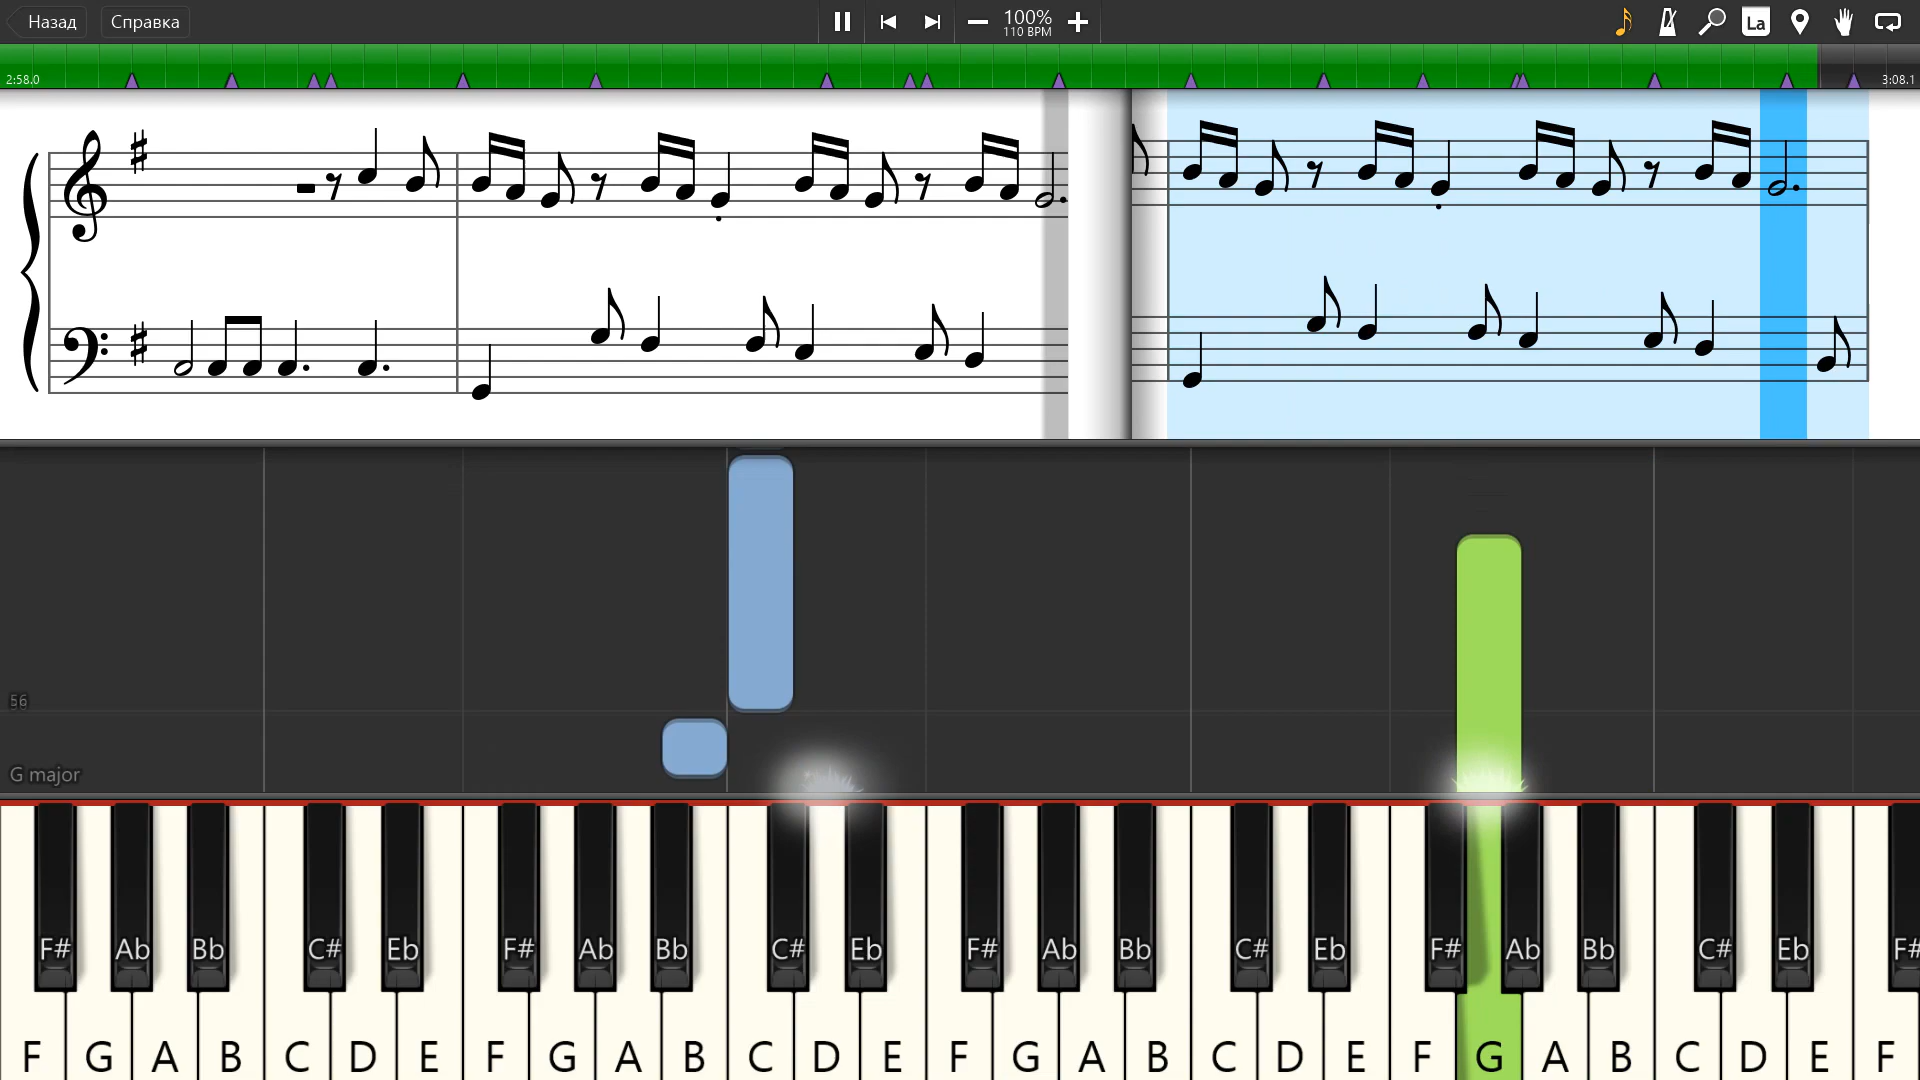 Назад Справка 100% La
110 BPM
2:58.0 3:08.1
56
G major
F# Ab Bb C# Eb F# Ab Bb C# Eb F# Ab Bb C# Eb F# Ab Bb C# Eb F#
F G A B C D E F G A B C D E F G A B C D E F G A B C D E F